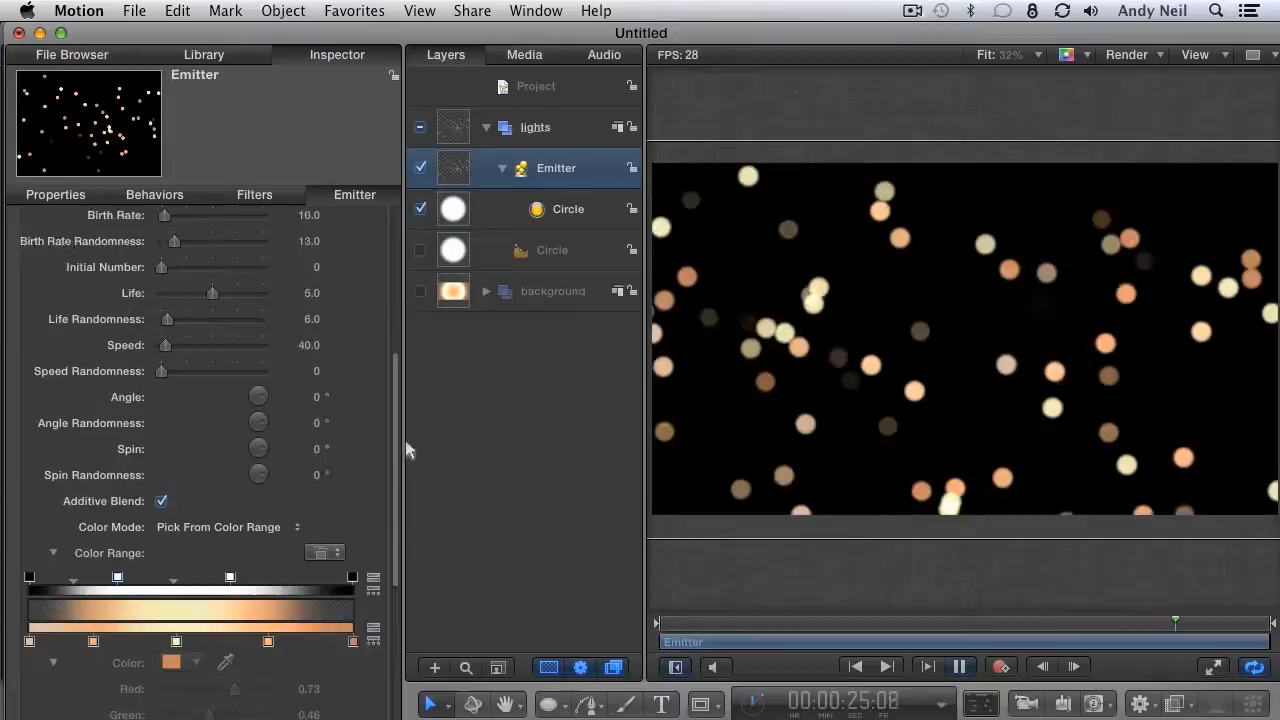 Motion File Edit Mark Object Favorites View Share Window Help Andy Neil
Untitled
File Browser Library Inspector Layers Media Audio FPS: 28 Fit: 32% Render View
Emitter
Project
lights
Emitter
Properties Behaviors Filters Emitter
Circle
Circle
background
Birth Rate: 10.0
Birth Rate Randomness: 13.0
Initial Number: 0
Life: 5.0
Life Randomness: 6.0
Speed: 40.0
Speed Randomness: 0
Angle: 0 °
Angle Randomness: 0 °
Spin: 0 °
Spin Randomness: 0 °
Additive Blend:
Color Mode: Pick From Color Range
Color Range:
Color:
Red: 0.73
Green: 0.46
Emitter
T 00:00:25:08
HR MIN SEC FR